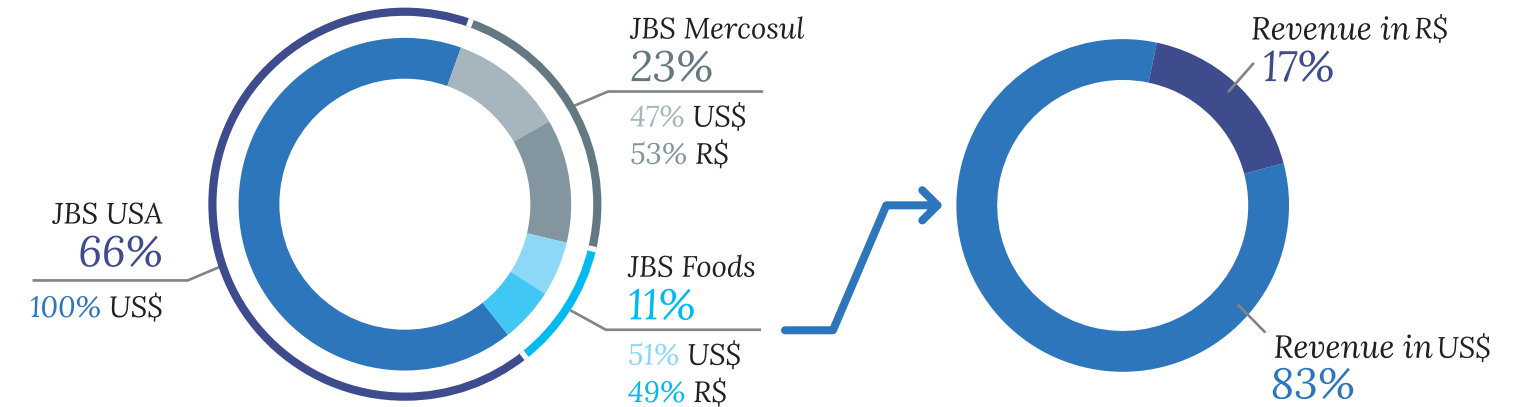 JBS USA
66%
100% US$
JBS Mercosul
23%
47% US$
53% R$
JBS Foods
11%
51% US$
49% R$
Revenue in R$
17%
Revenue in US$
83%